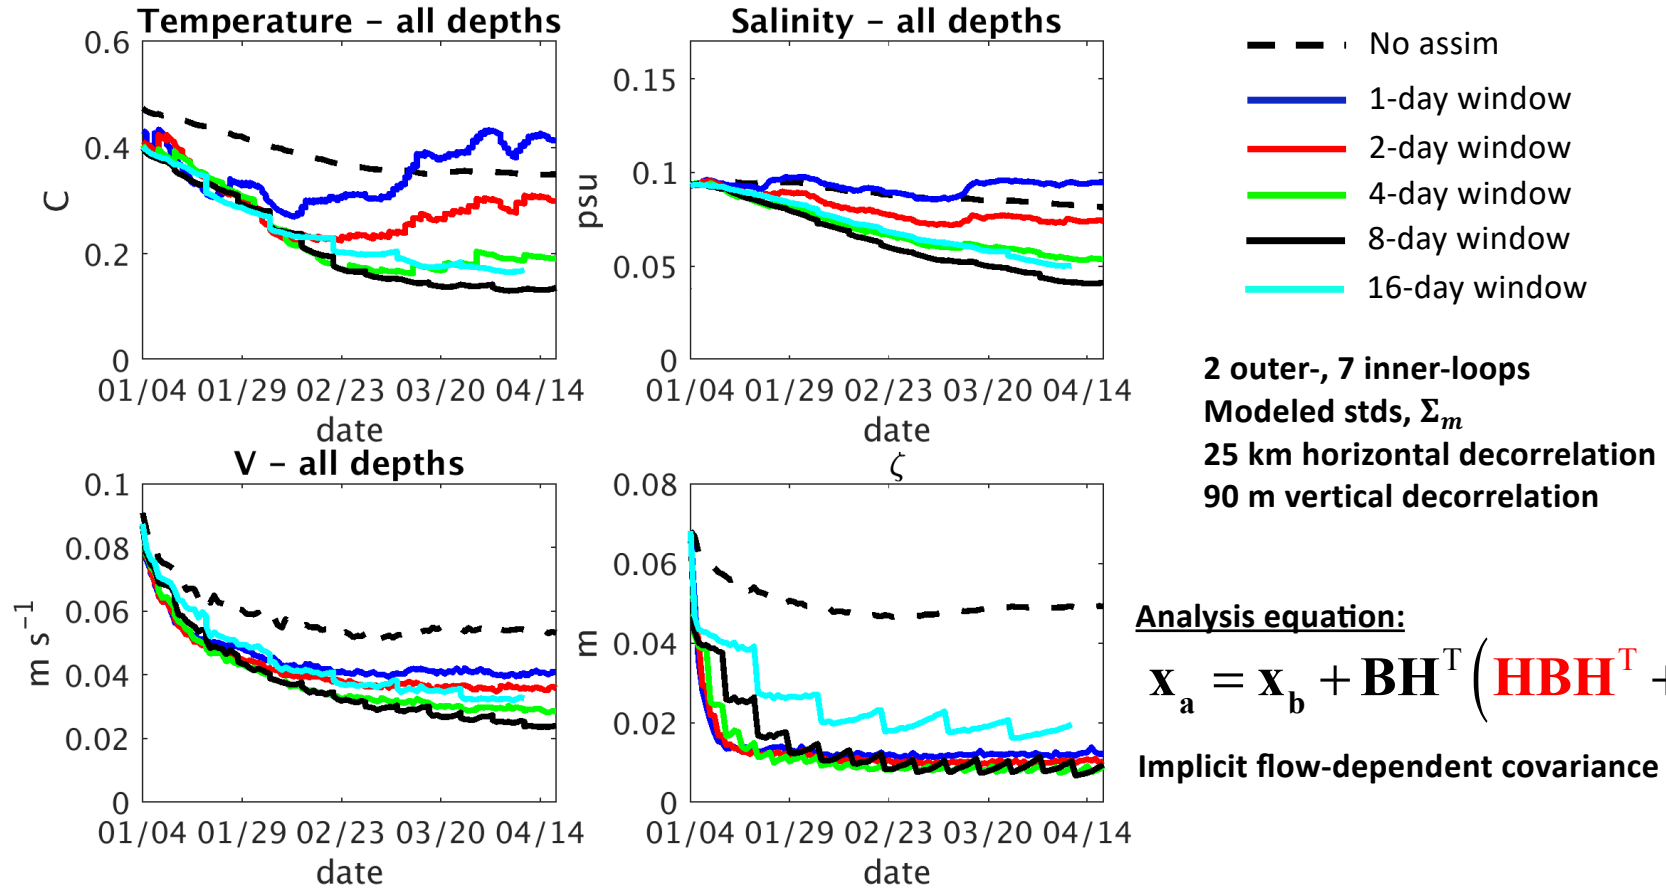 Temperature – all depths
0.6
0.4
0.2
0
C
01/04 01/29 02/23 03/20 04/14
date
Salinity – all depths
0.15
0.1
0.05
0
psu
01/04 01/29 02/23 03/20 04/14
date
V – all depths
0.1
0.08
0.06
0.04
0.02
0
m s⁻¹
01/04 01/29 02/23 03/20 04/14
date
ζ
0.08
0.06
0.04
0.02
0
m
01/04 01/29 02/23 03/20 04/14
date
No assim
1-day window
2-day window
4-day window
8-day window
16-day window
2 outer-, 7 inner-loops
Modeled stds, Σₘ
25 km horizontal decorrelation
90 m vertical decorrelation
Analysis equation:
x_a = x_b + BHᵀ(HBHᵀ +
Implicit flow-dependent covariance